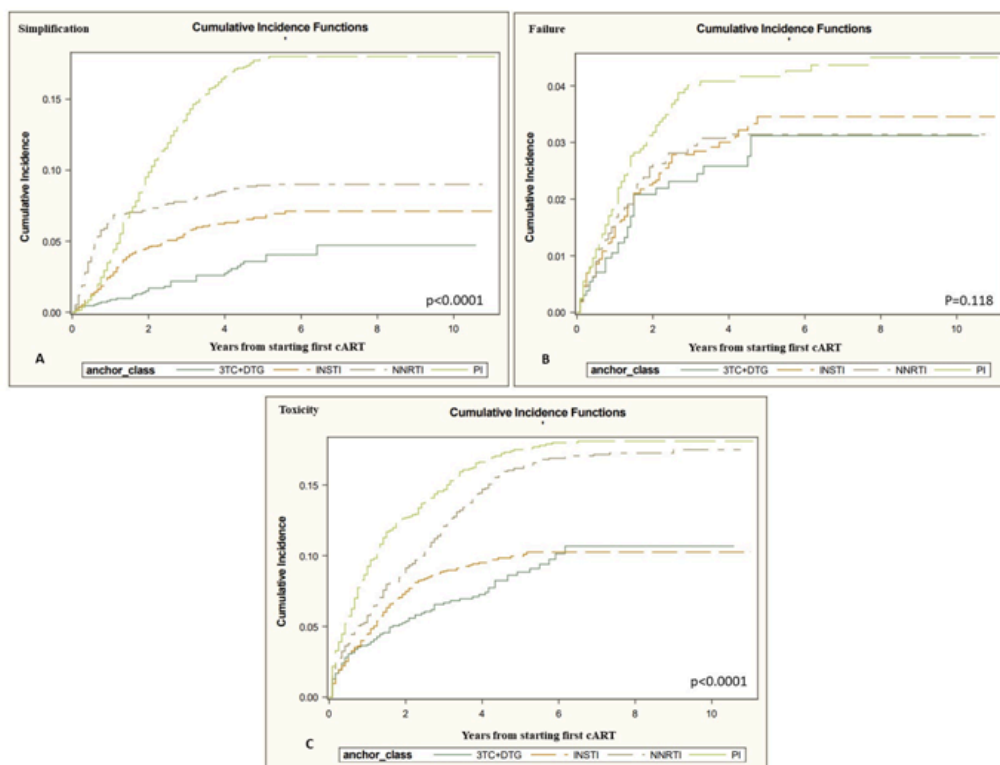 Simplification
Cumulative Incidence Functions
Cumulative Incidence
0.15
0.10
0.05
0.00
0 2 4 6 8 10
p<0.0001
Years from starting first cART
A
anchor_class 3TC+DTG INSTI NNRTI PI
Failure
Cumulative Incidence Functions
Cumulative Incidence
0.04
0.03
0.02
0.01
0.00
0 2 4 6 8 10
P=0.118
Years from starting first cART
B
anchor_class 3TC+DTG INSTI NNRTI PI
Toxicity
Cumulative Incidence Functions
Cumulative Incidence
0.15
0.10
0.05
0.00
0 2 4 6 8 10
p<0.0001
Years from starting first cART
C
anchor_class 3TC+DTG INSTI NNRTI PI